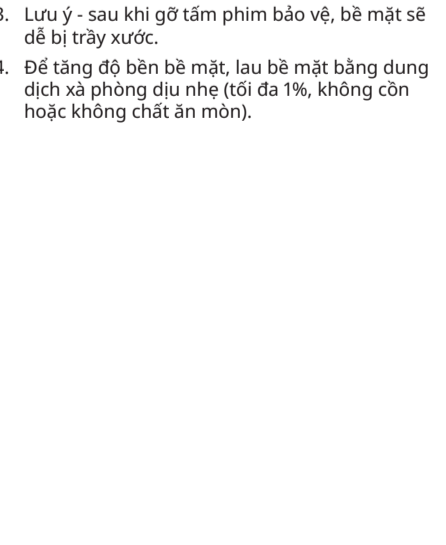 3. Lưu ý - sau khi gỡ tấm phim bảo vệ, bề mặt sẽ
dễ bị trầy xước.
4. Để tăng độ bền bề mặt, lau bề mặt bằng dung
dịch xà phòng dịu nhẹ (tối đa 1%, không cồn
hoặc không chất ăn mòn).